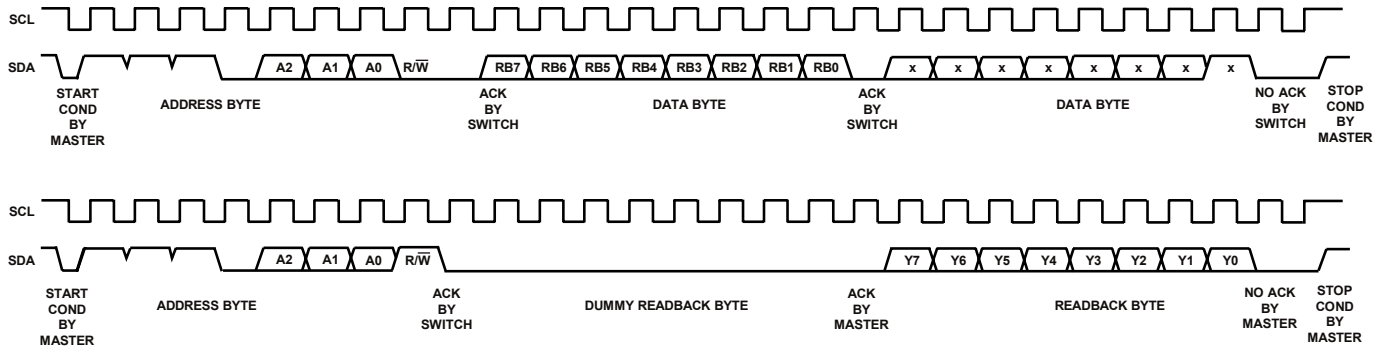 SCL
SDA A2 A1 A0 R/W̅ RB7 RB6 RB5 RB4 RB3 RB2 RB1 RB0 x x x x x x x x
START COND BY MASTER
ADDRESS BYTE
ACK BY SWITCH
DATA BYTE
ACK BY SWITCH
DATA BYTE
NO ACK BY SWITCH
STOP COND BY MASTER
SCL
SDA A2 A1 A0 R/W̅ Y7 Y6 Y5 Y4 Y3 Y2 Y1 Y0
START COND BY MASTER
ADDRESS BYTE
ACK BY SWITCH
DUMMY READBACK BYTE
ACK BY MASTER
READBACK BYTE
NO ACK BY MASTER
STOP COND BY MASTER